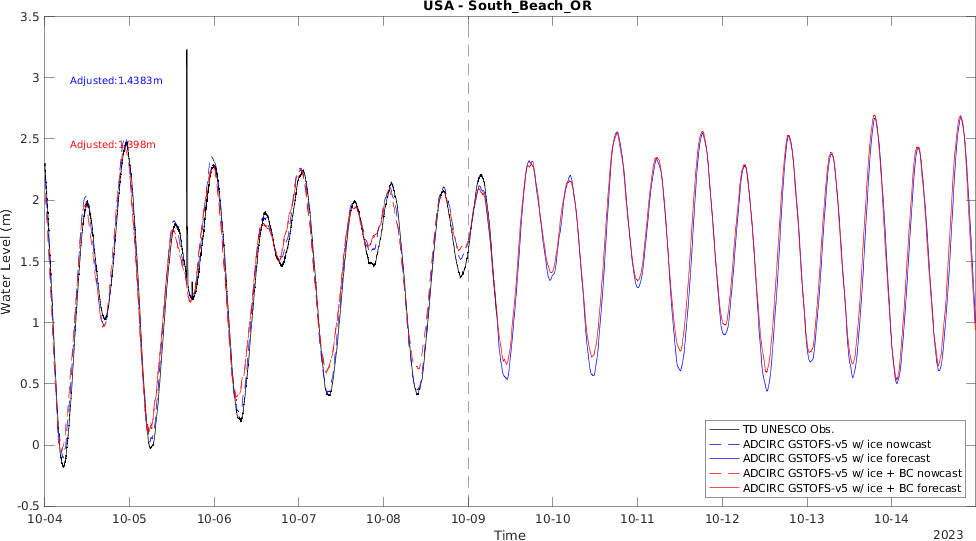 USA - South_Beach_OR
3.5
3
2.5
2
1.5
1
0.5
0
-0.5
Water Level (m)
Adjusted:1.4383m
Adjusted:1.398m
TD UNESCO Obs.
ADCIRC GSTOFS-v5 w/ ice nowcast
ADCIRC GSTOFS-v5 w/ ice forecast
ADCIRC GSTOFS-v5 w/ ice + BC nowcast
ADCIRC GSTOFS-v5 w/ ice + BC forecast
10-04 10-05 10-06 10-07 10-08 10-09 10-10 10-11 10-12 10-13 10-14
Time
2023